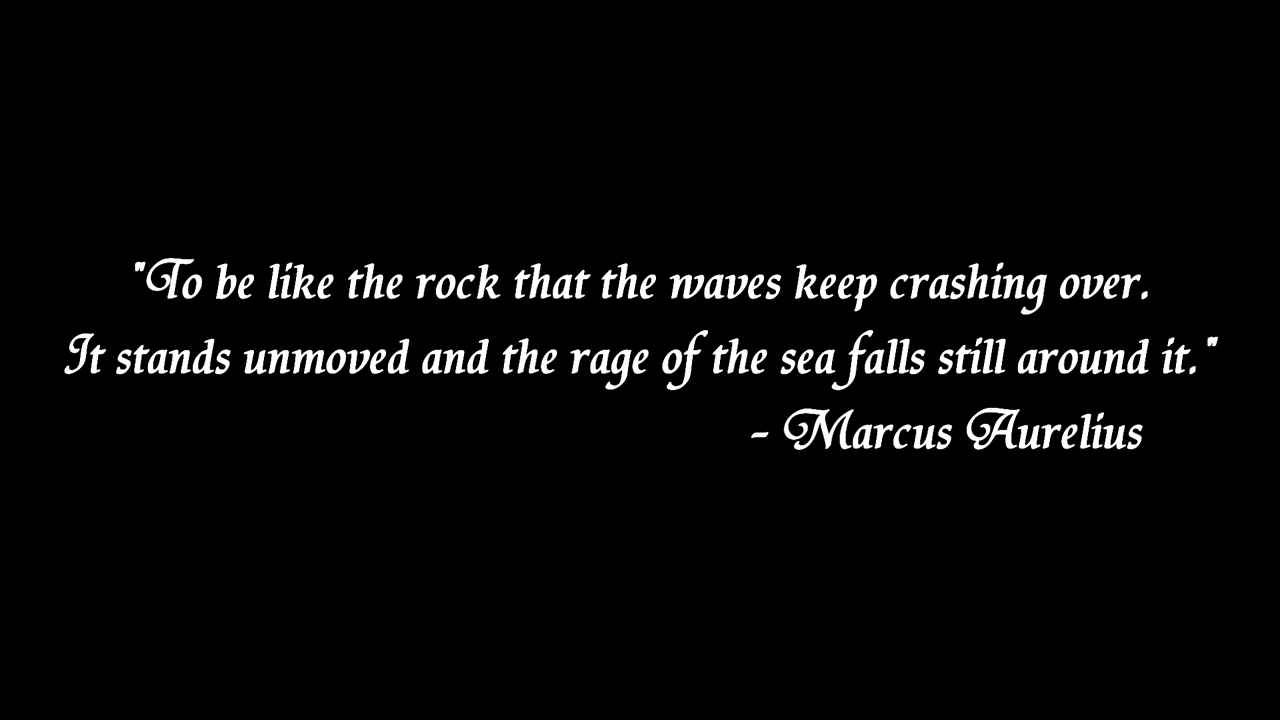 "To be like the rock that the waves keep crashing over.
It stands unmoved and the rage of the sea falls still around it."
- Marcus Aurelius